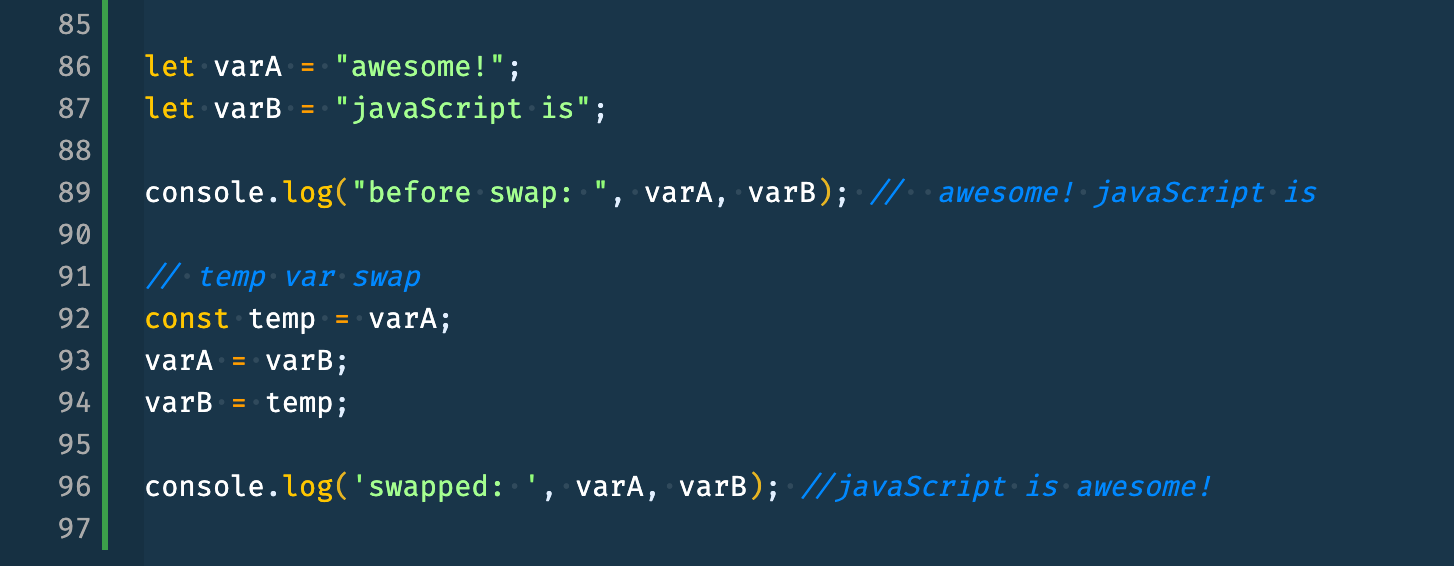 85
86 let varA = "awesome!";
87 let varB = "javaScript is";
88
89 console.log("before swap: ", varA, varB); //  awesome! javaScript is
90
91 // temp var swap
92 const temp = varA;
93 varA = varB;
94 varB = temp;
95
96 console.log('swapped: ', varA, varB); //javaScript is awesome!
97